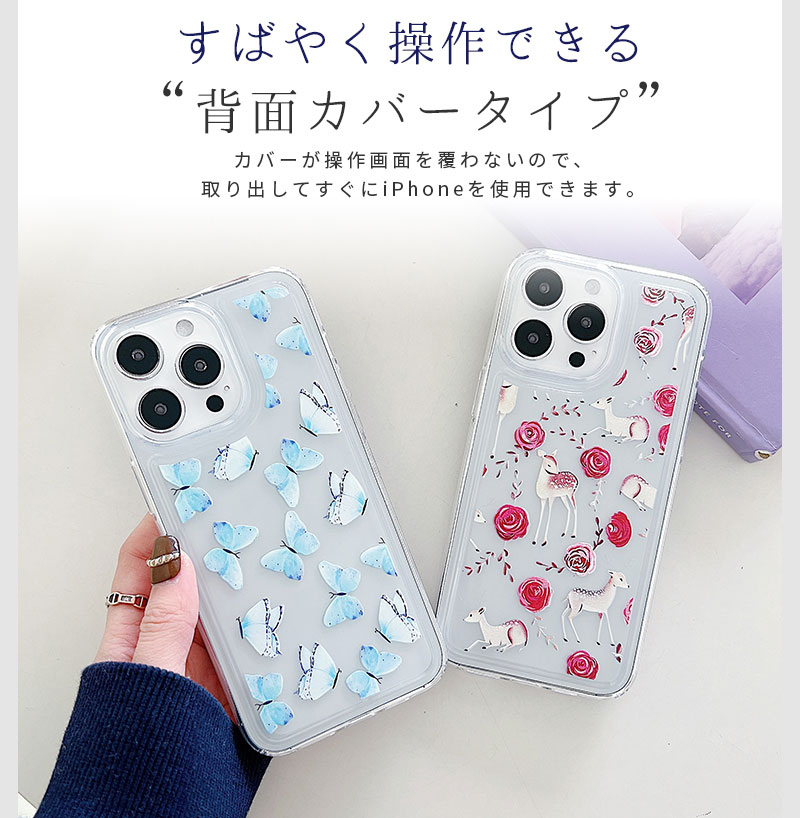 すばやく操作できる
“背面カバータイプ”
カバーが操作画面を覆わないので、
取り出してすぐにiPhoneを使用できます。